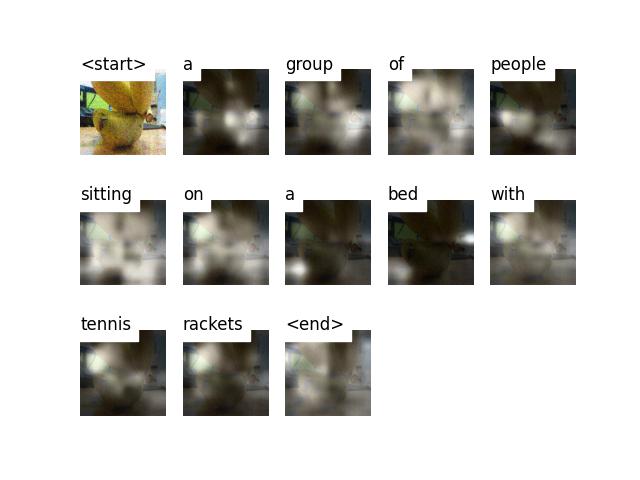 <start> a group of people
sitting on a bed with
tennis rackets <end>